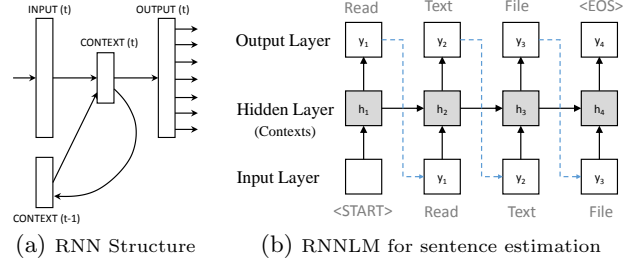 INPUT (t)
OUTPUT (t)
CONTEXT (t)
CONTEXT (t-1)
(a) RNN Structure
Read Text File <EOS>
Output Layer y1 y2 y3 y4
Hidden Layer h1 h2 h3 h4
(Contexts)
Input Layer y1 y2 y3
<START> Read Text File
(b) RNNLM for sentence estimation